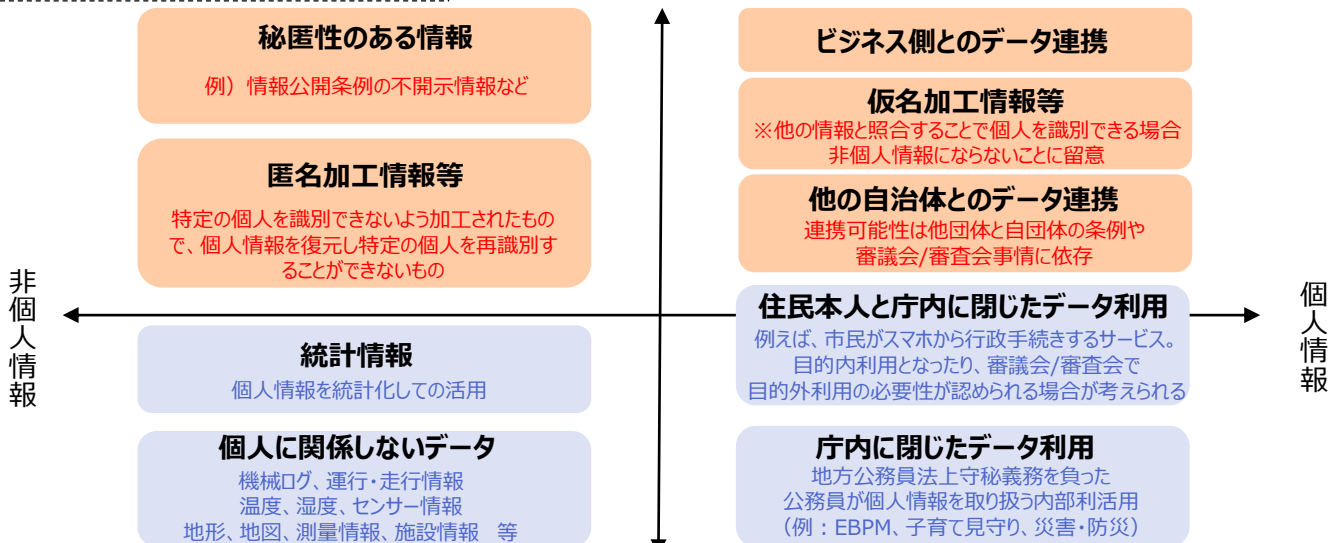 秘匿性のある情報
例）情報公開条例の不開示情報など
匿名加工情報等
特定の個人を識別できないよう加工されたもの
で、個人情報を復元し特定の個人を再識別す
ることができないもの
ビジネス側とのデータ連携
仮名加工情報等
※他の情報と照合することで個人を識別できる場合
非個人情報にならないことに留意
他の自治体とのデータ連携
連携可能性は他団体と自団体の条例や
審議会/審査会事情に依存
非個人情報
個人情報
統計情報
個人情報を統計化しての活用
個人に関係しないデータ
機械ログ、運行・走行情報
温度、湿度、センサー情報
地形、地図、測量情報、施設情報　等
住民本人と庁内に閉じたデータ利用
例えば、市民がスマホから行政手続きするサービス。
目的内利用となったり、審議会/審査会で
目的外利用の必要性が認められる場合が考えられる
庁内に閉じたデータ利用
地方公務員法上守秘義務を負った
公務員が個人情報を取り扱う内部利活用
（例：EBPM、子育て見守り、災害・防災）